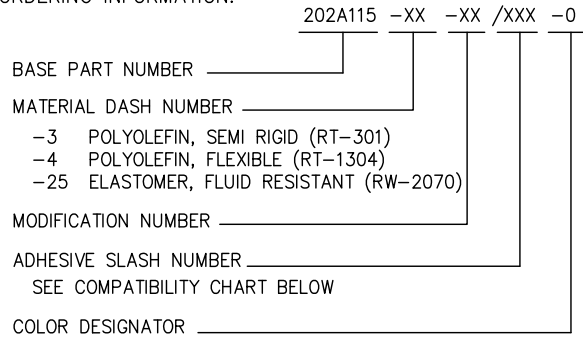 ORDERING INFORMATION:
202A115 -XX -XX /XXX -0
BASE PART NUMBER
MATERIAL DASH NUMBER
-3 POLYOLEFIN, SEMI RIGID (RT-301)
-4 POLYOLEFIN, FLEXIBLE (RT-1304)
-25 ELASTOMER, FLUID RESISTANT (RW-2070)
MODIFICATION NUMBER
ADHESIVE SLASH NUMBER
SEE COMPATIBILITY CHART BELOW
COLOR DESIGNATOR